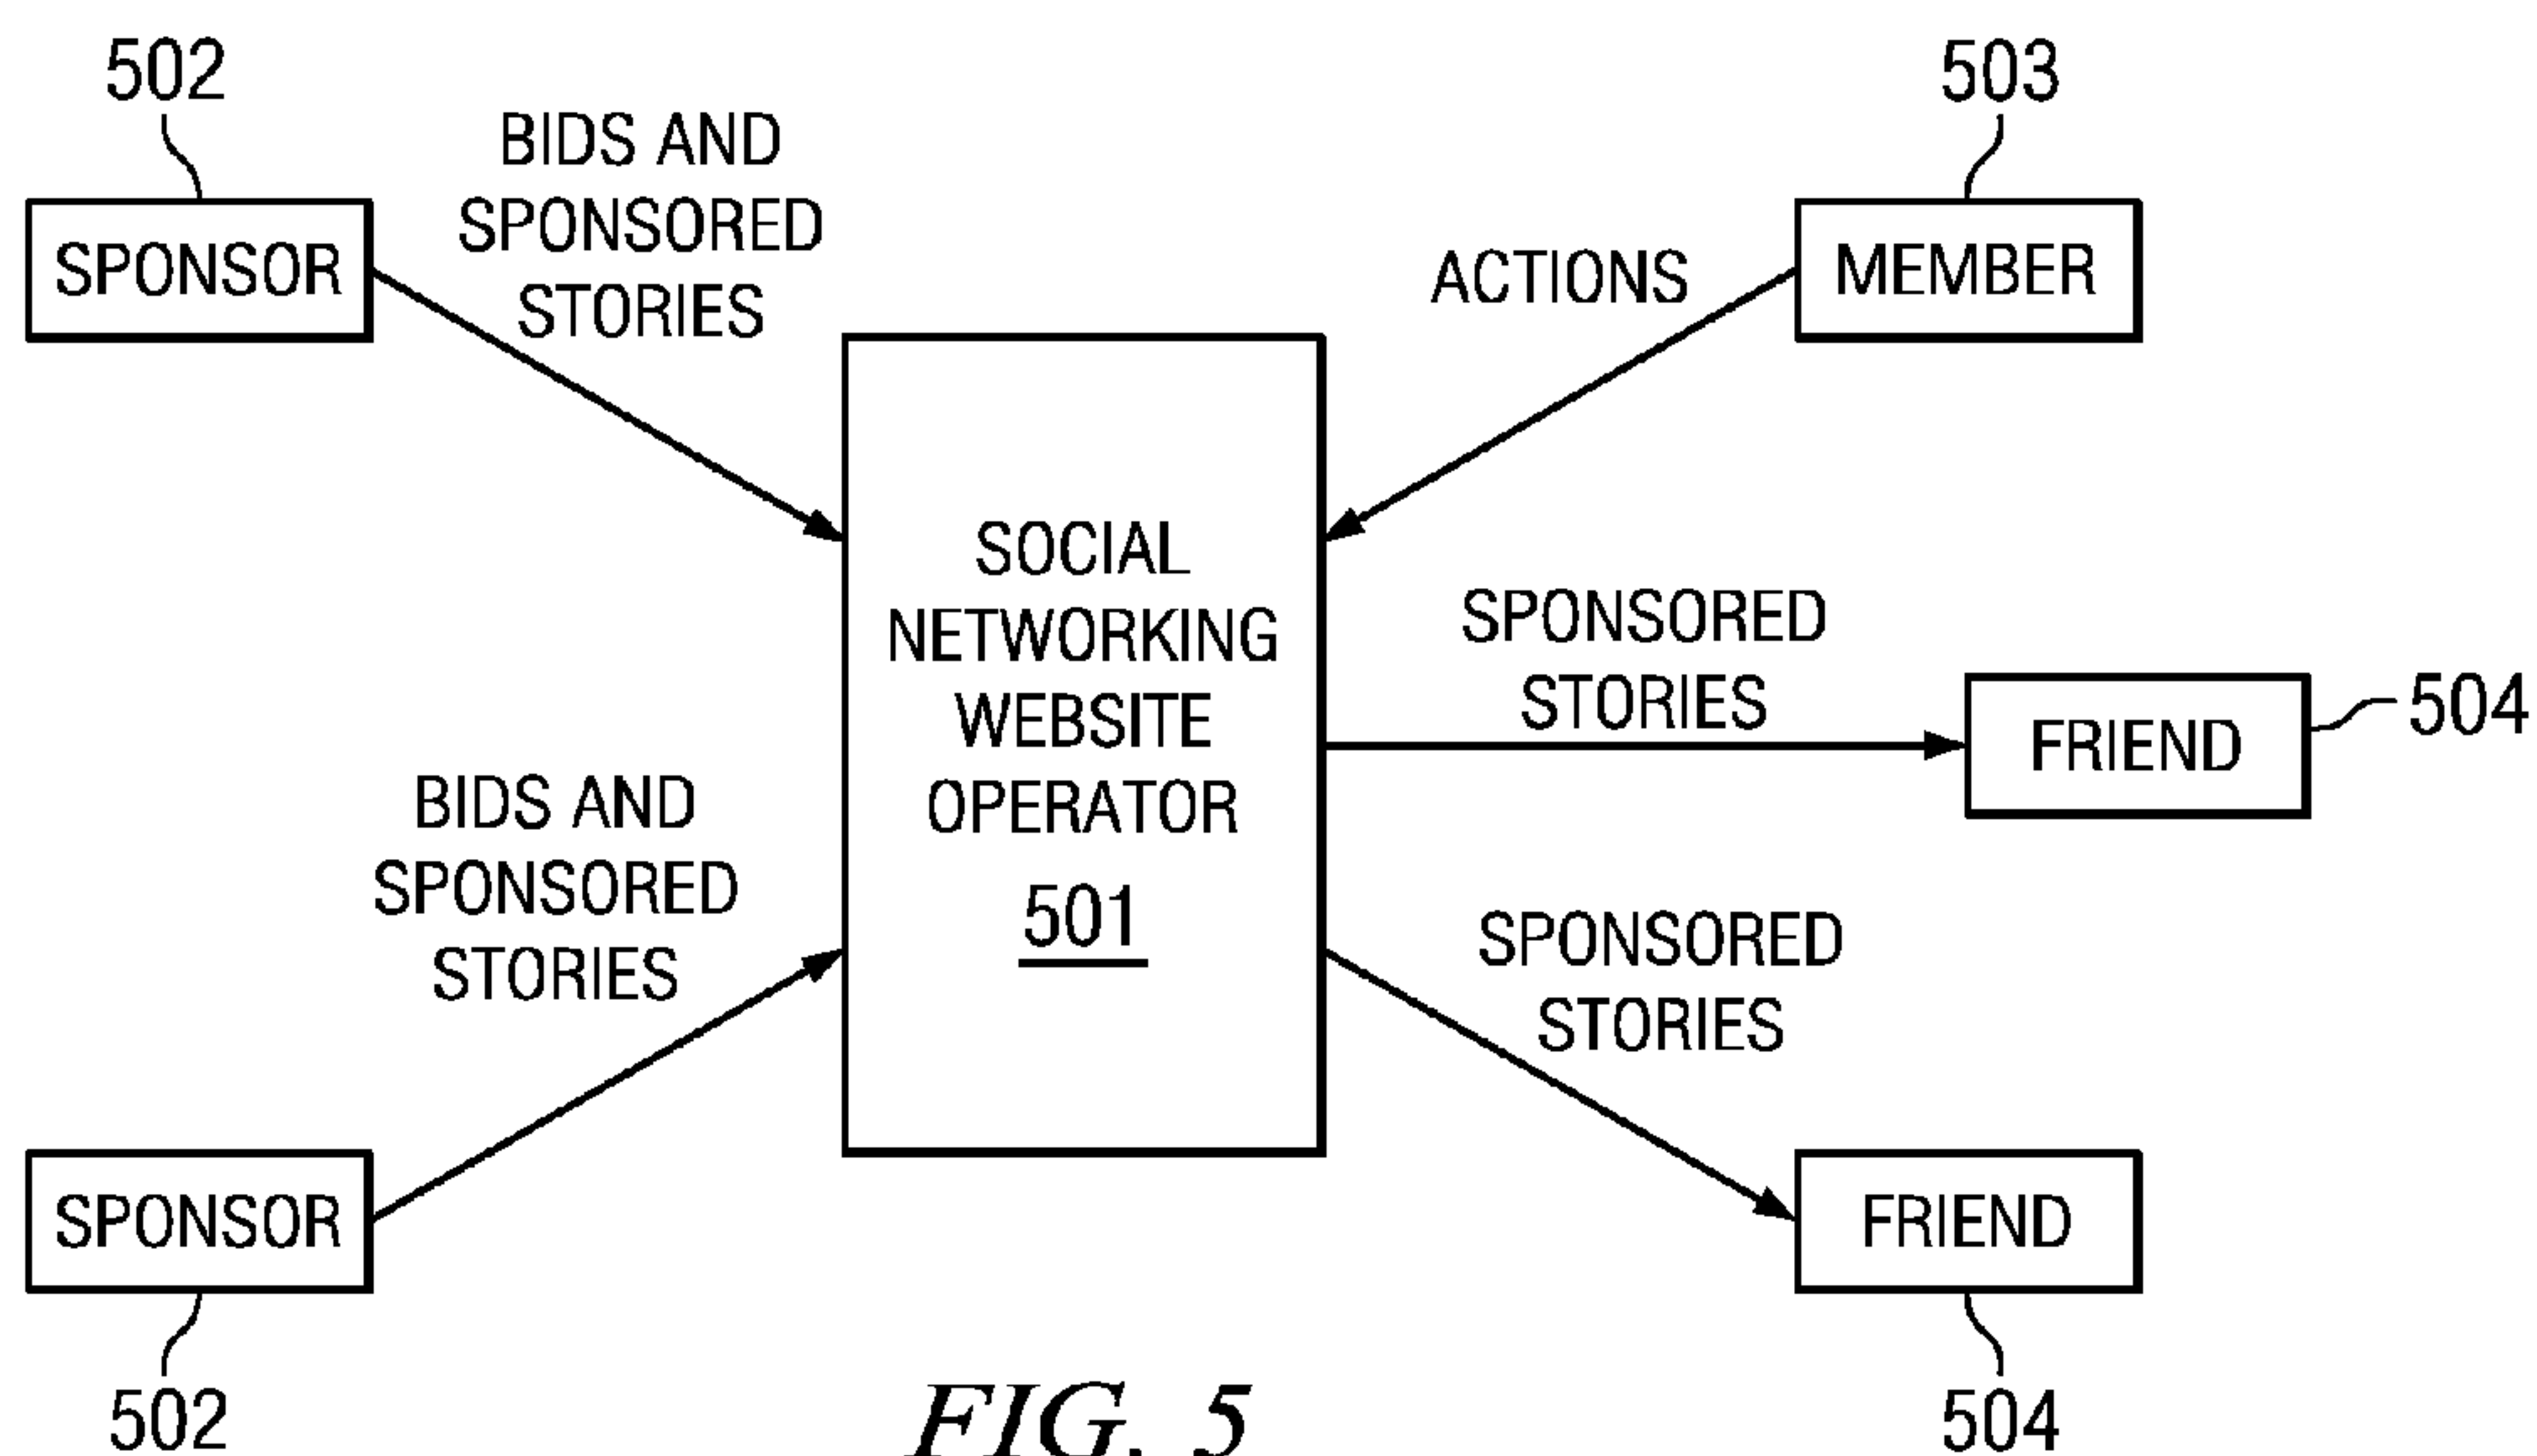 502
BIDS AND
SPONSORED
STORIES
SPONSOR
503
MEMBER
ACTIONS
SOCIAL
NETWORKING
WEBSITE
OPERATOR
501
SPONSORED
STORIES
FRIEND
504
BIDS AND
SPONSORED
STORIES
SPONSOR
502
SPONSORED
STORIES
FRIEND
504
FIG. 5